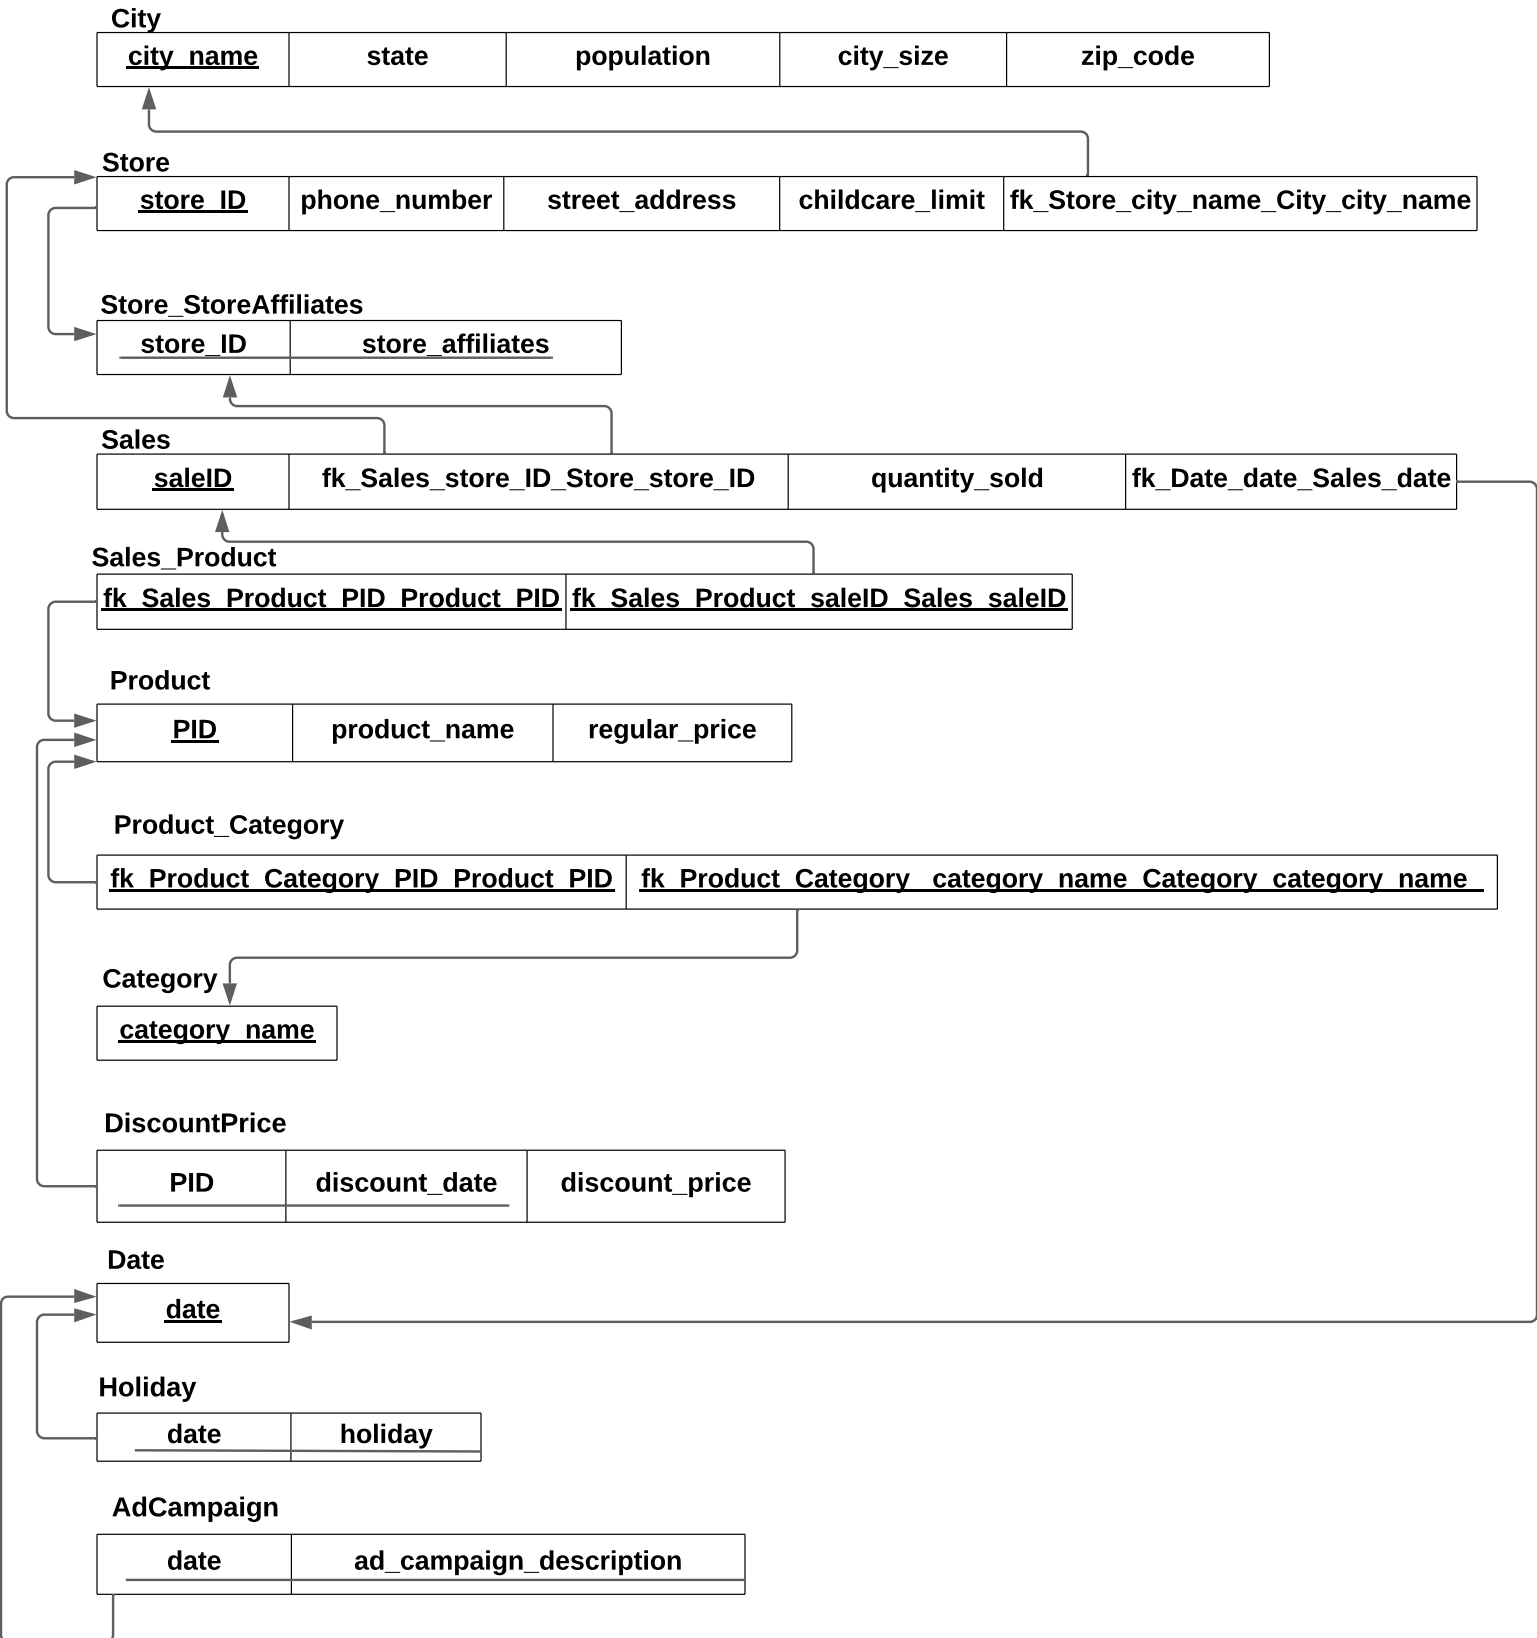 City
city_name state population city_size zip_code
Store
store_ID phone_number street_address childcare_limit fk_Store_city_name_City_city_name
Store_StoreAffiliates
store_ID store_affiliates
Sales
saleID fk_Sales_store_ID_Store_store_ID quantity_sold fk_Date_date_Sales_date
Sales_Product
fk_Sales_Product_PID_Product_PID fk_Sales_Product_saleID_Sales_saleID
Product
PID product_name regular_price
Product_Category
fk_Product_Category_PID_Product_PID fk_Product_Category_ category_name_Category_category_name_
Category
category_name
DiscountPrice
PID discount_date discount_price
Date
date
Holiday
date holiday
AdCampaign
date ad_campaign_description